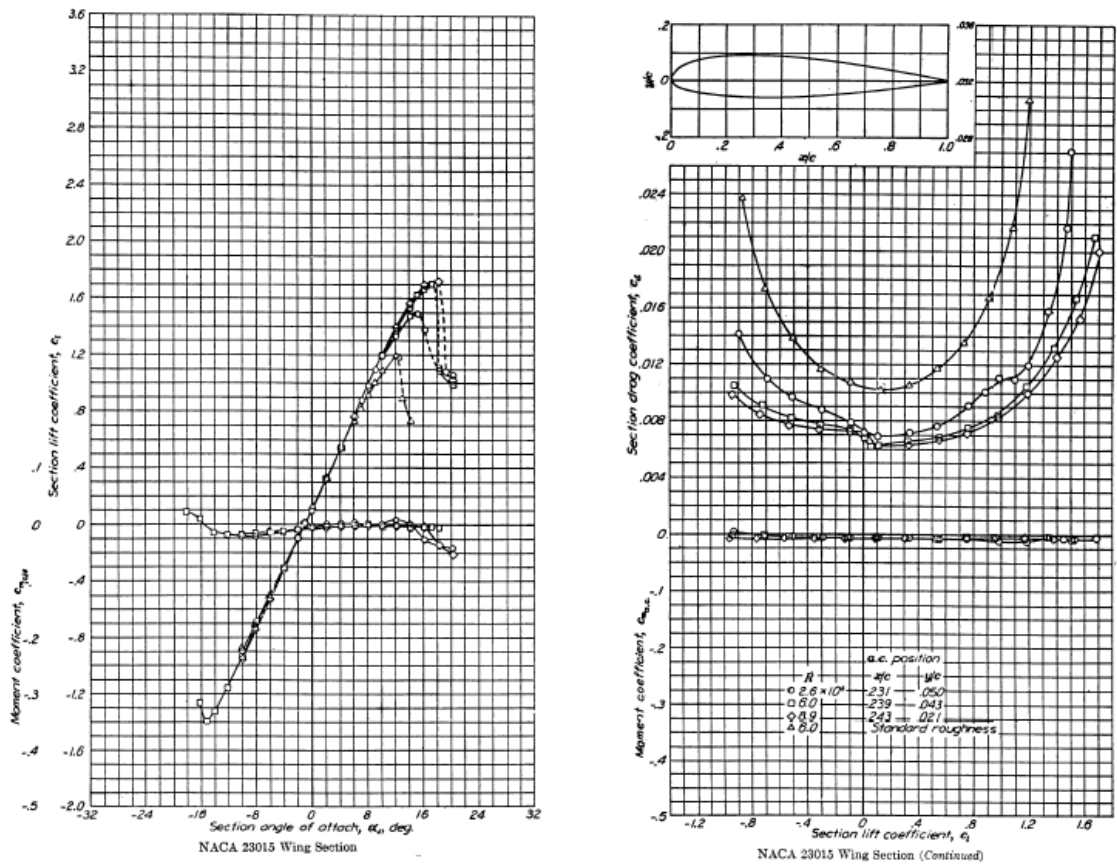 3.6
3.2
2.8
2.4
2.0
1.6
1.2
.8
.1 .4
0 0
-.1 -.4
-.2 -.8
-.3 -1.2
-.4 -1.6
-.5 -2.0
Section lift coefficient, cl
Moment coefficient, cm
-32 -16 -8 0 8 16 24 32
Section angle of attack, α₀, deg.
NACA 23015 Wing Section
.2
0
-.2
y/c
0 .2 .4 .6 .8 1.0
x/c
.036
.032
.028
.024
.020
.016
.012
.008
.004
0
-.1
-.2
-.3
-.4
-.5
Section drag coefficient, cd
Moment coefficient, cm a.c.
a.c. position
R x/c y/c
2.6 ×10⁶ .231 .050
6.0 .239 .043
8.9 .243 .021
6.0 Standard roughness
-1.2 -.8 -.4 0 .4 .8 1.2 1.6
Section lift coefficient, cl
NACA 23015 Wing Section (Continued)